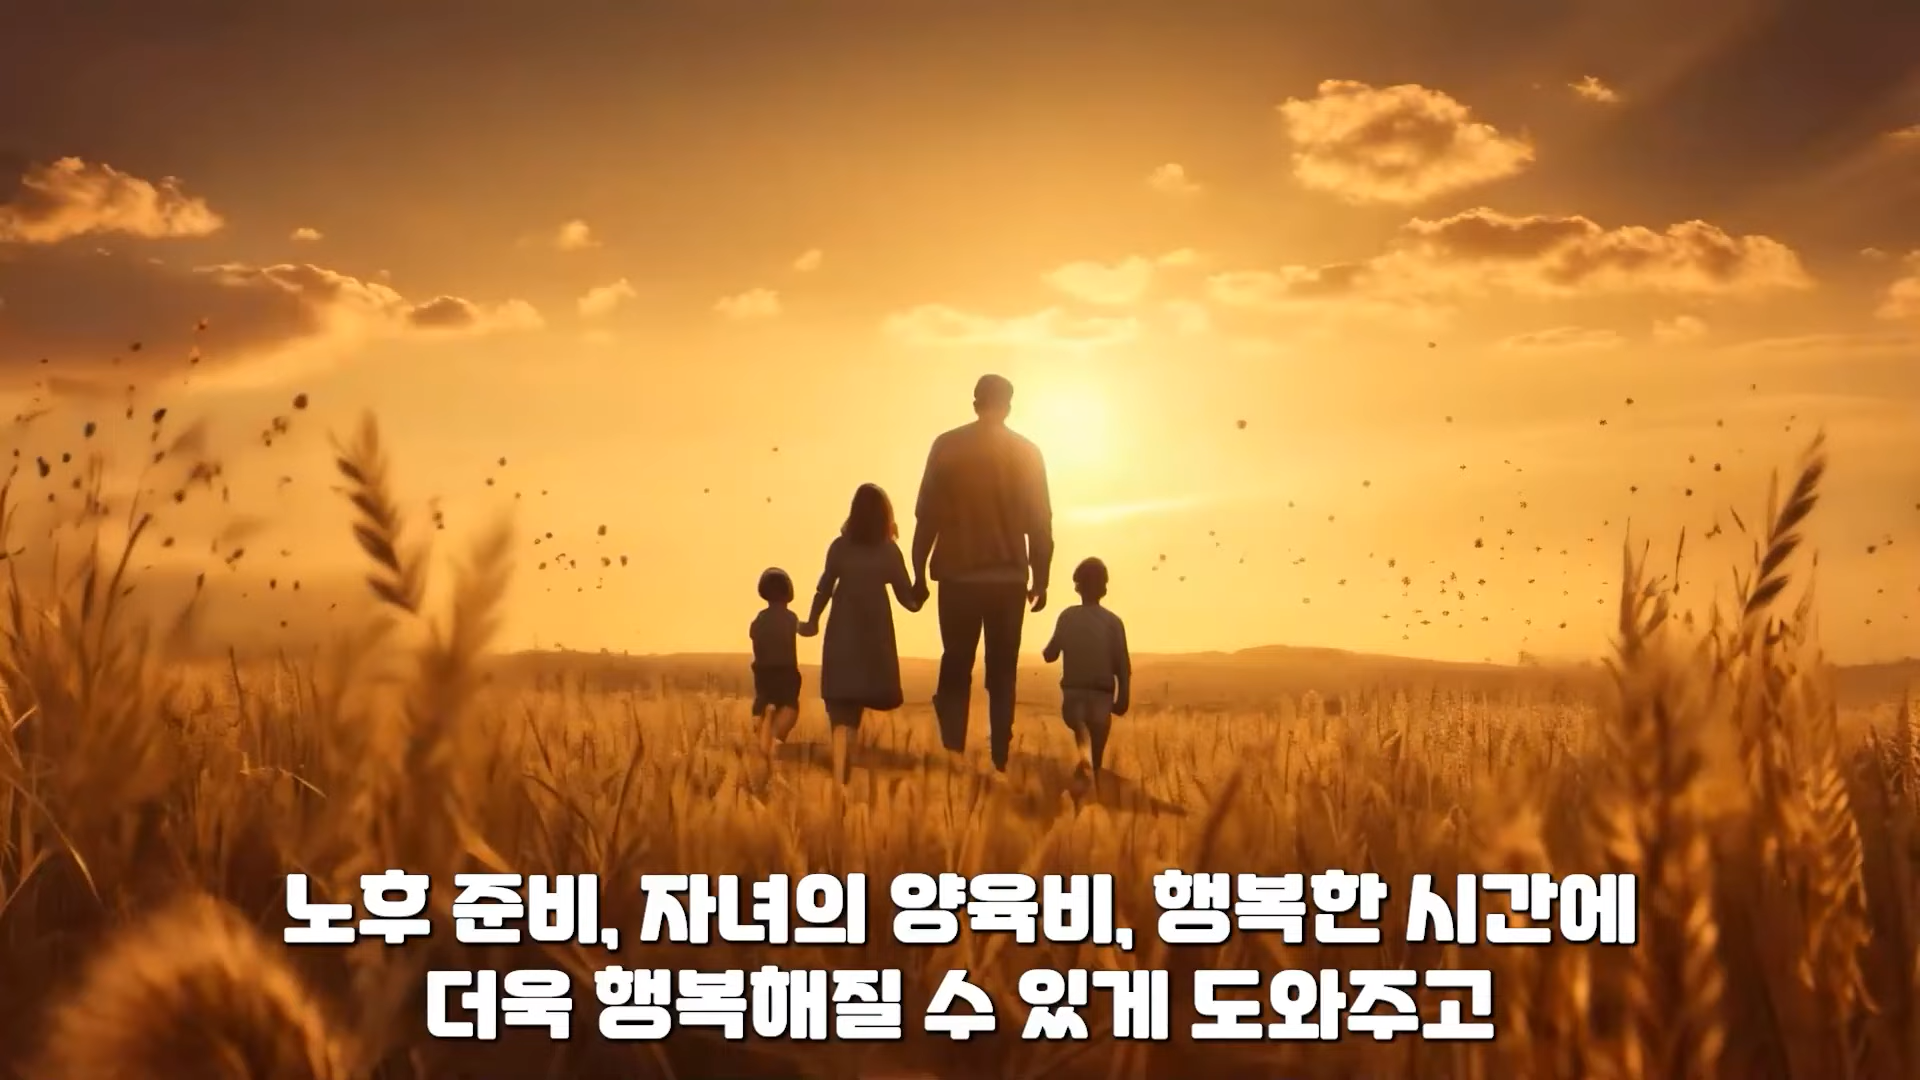 노후 준비, 자녀의 양육비, 행복한 시간에
더욱 행복해질 수 있게 도와주고